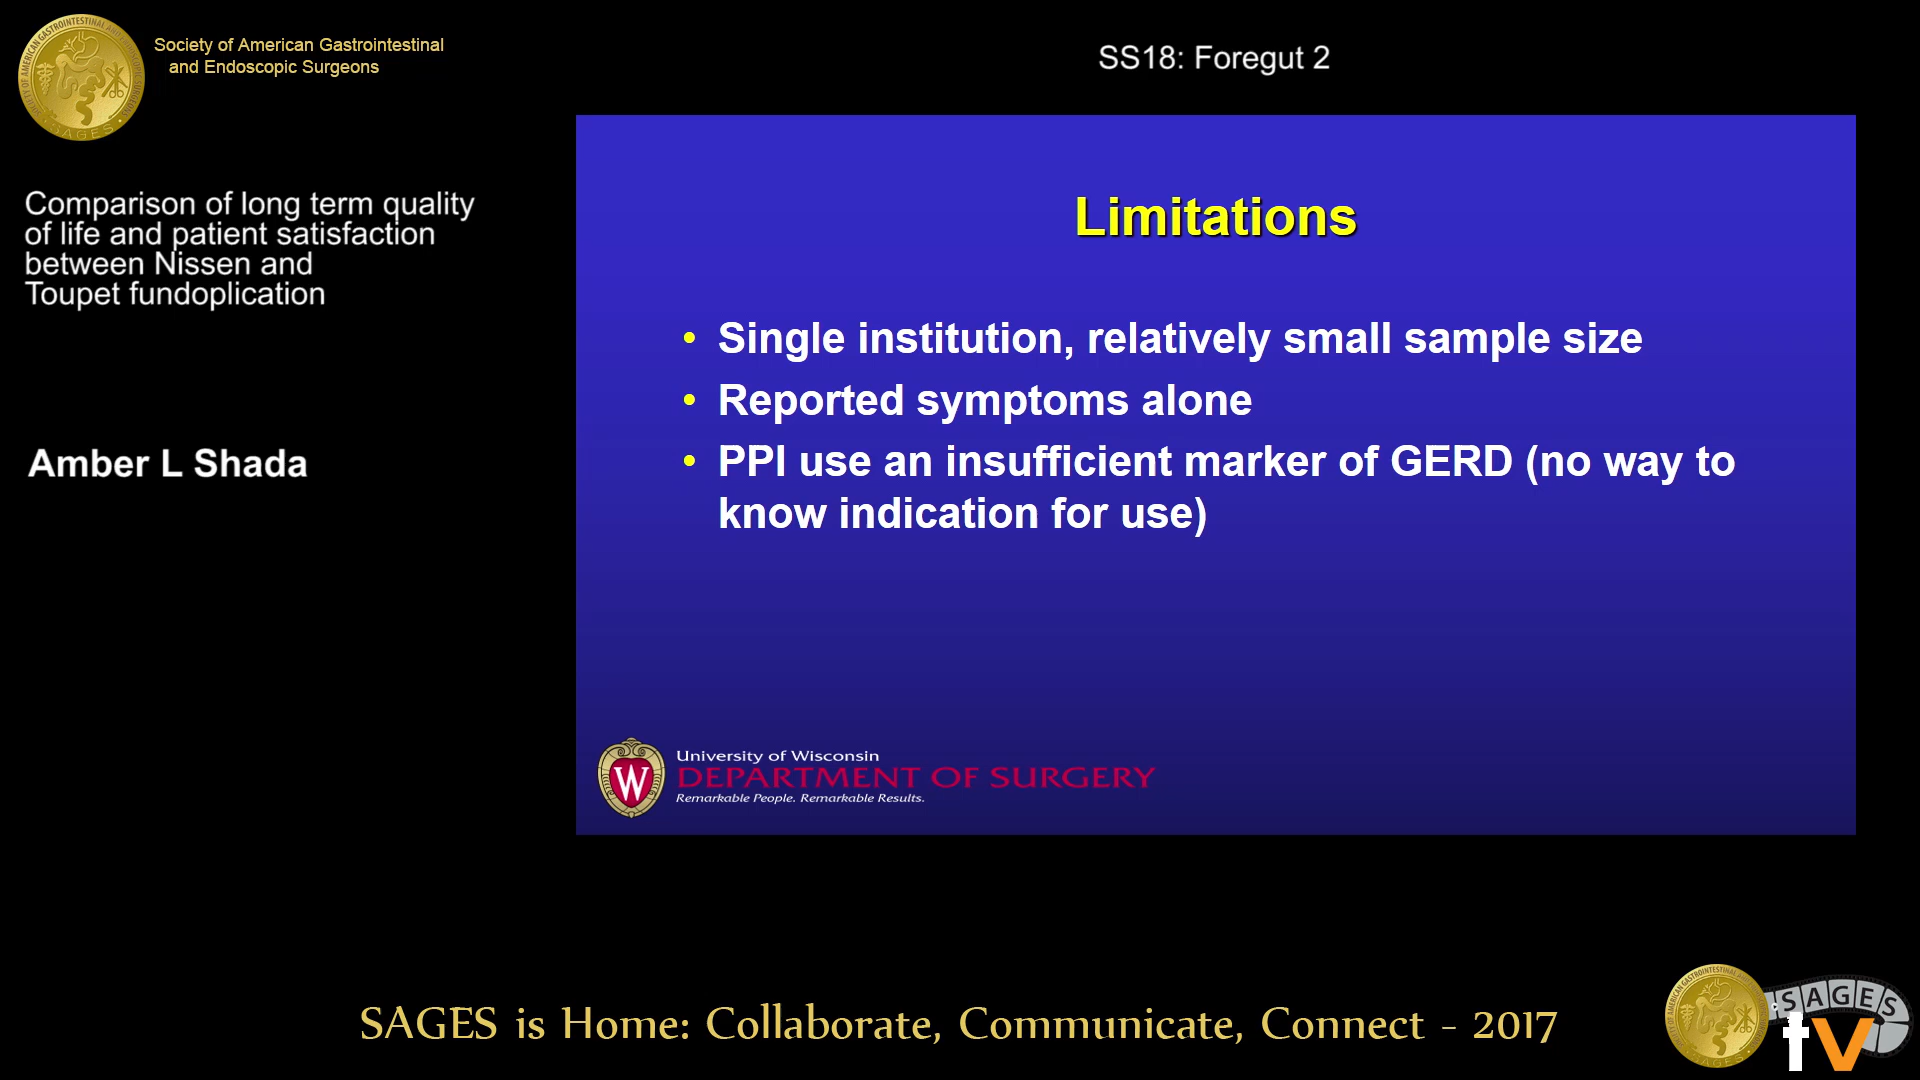 Society of American Gastrointestinal
and Endoscopic Surgeons
SS18: Foregut 2
Comparison of long term quality
of life and patient satisfaction
between Nissen and
Toupet fundoplication
Amber L Shada
Limitations
• Single institution, relatively small sample size
• Reported symptoms alone
• PPI use an insufficient marker of GERD (no way to
know indication for use)
W
University of Wisconsin
DEPARTMENT OF SURGERY
Remarkable People. Remarkable Results.
SAGES is Home: Collaborate, Communicate, Connect - 2017
SAGES
tv